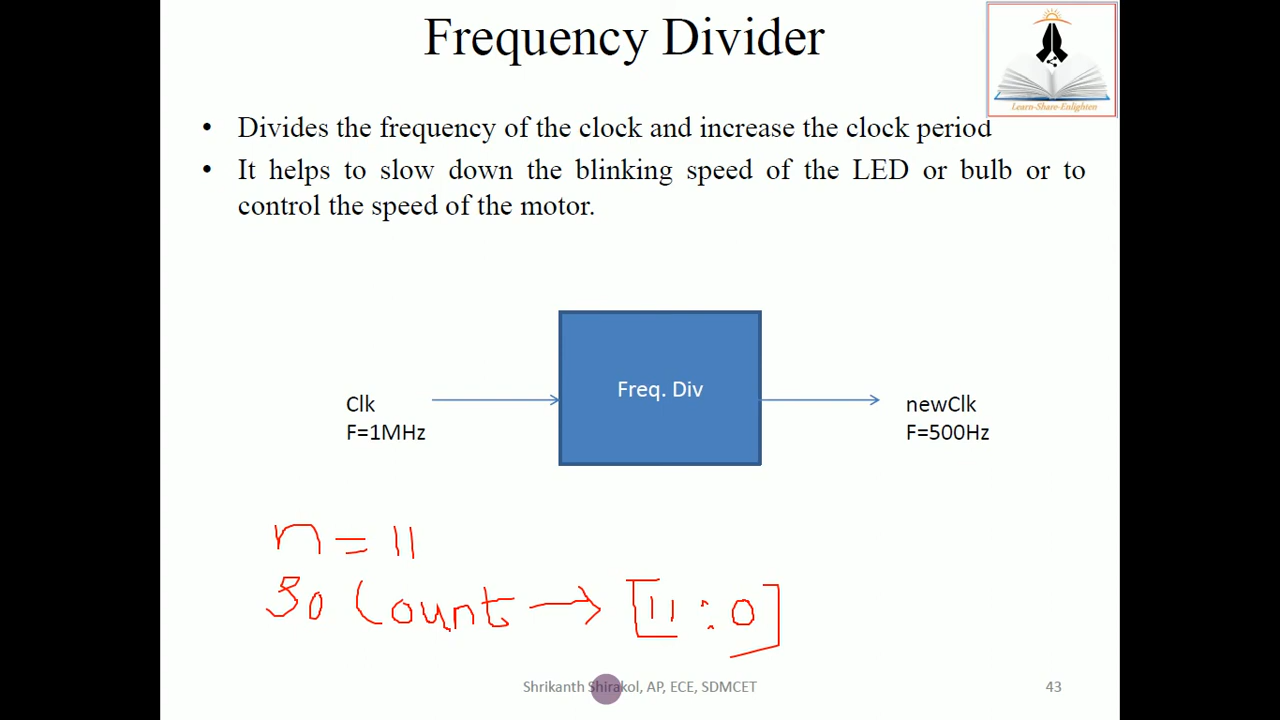 Frequency Divider
Learn-Share-Enlighten
• Divides the frequency of the clock and increase the clock period
• It helps to slow down the blinking speed of the LED or bulb or to
control the speed of the motor.
Freq. Div
Clk
F=1MHz
newClk
F=500Hz
n = 11
So Count → [11:0]
Shrikanth Shirakol, AP, ECE, SDMCET
43